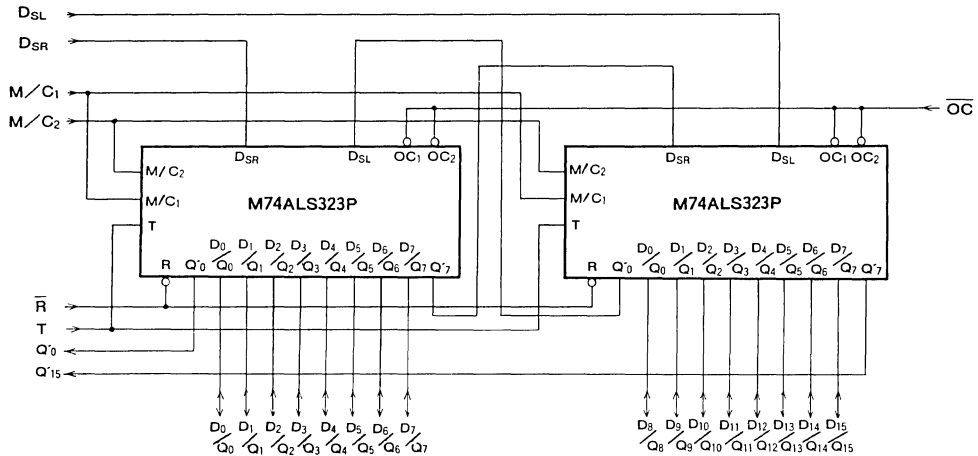 DSL
DSR
M/C1
M/C2
OC
DSR DSL OC1 OC2
M/C2
M/C1 M74ALS323P
T
D0 D1 D2 D3 D4 D5 D6 D7
R Q'0 /Q0 /Q1 /Q2 /Q3 /Q4 /Q5 /Q6 /Q7 Q'7
DSR DSL OC1 OC2
M/C2
M/C1 M74ALS323P
T
D0 D1 D2 D3 D4 D5 D6 D7
R Q'0 /Q0 /Q1 /Q2 /Q3 /Q4 /Q5 /Q6 /Q7 Q'7
R
T
Q'0
Q'15
D0 D1 D2 D3 D4 D5 D6 D7
/Q0 /Q1 /Q2 /Q3 /Q4 /Q5 /Q6 /Q7
D8 D9 D10 D11 D12 D13 D14 D15
/Q8 /Q9 /Q10 /Q11 /Q12 /Q13 /Q14 /Q15